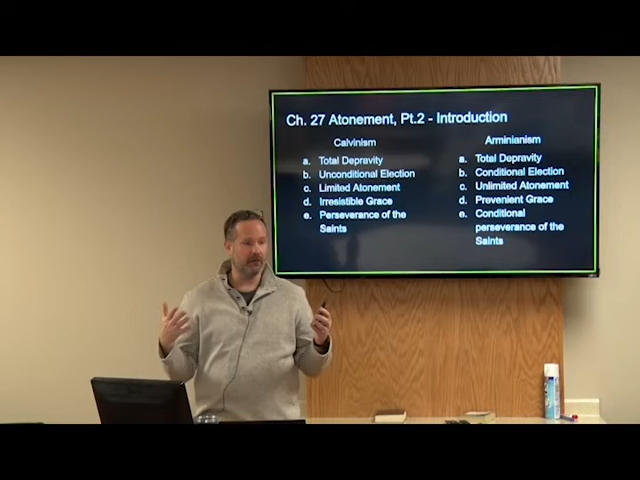 Ch. 27 Atonement, Pt.2 - Introduction
Calvinism
a. Total Depravity
b. Unconditional Election
c. Limited Atonement
d. Irresistible Grace
e. Perseverance of the
Saints
Arminianism
a. Total Depravity
b. Conditional Election
c. Unlimited Atonement
d. Prevenient Grace
e. Conditional
perseverance of the
Saints